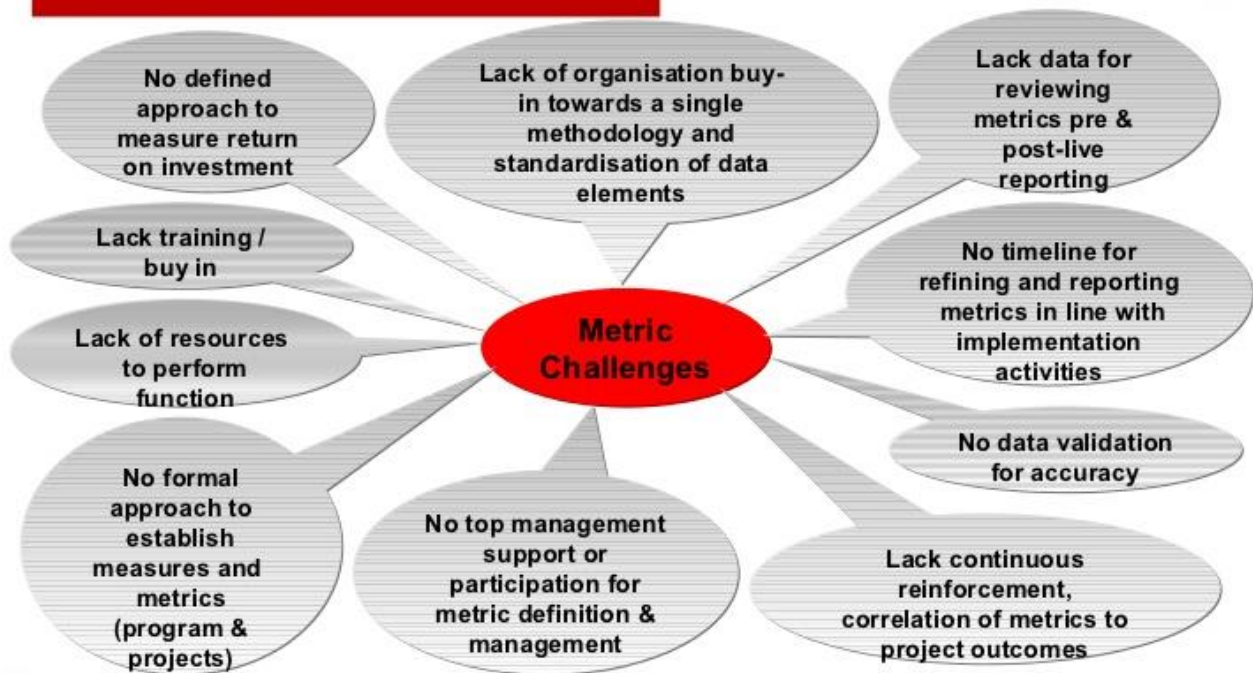 No defined
approach to
measure return
on investment
Lack of organisation buy-
in towards a single
methodology and
standardisation of data
elements
Lack data for
reviewing
metrics pre &
post-live
reporting
Lack training /
buy in
No timeline for
refining and reporting
metrics in line with
implementation
activities
Metric
Challenges
Lack of resources
to perform
function
No data validation
for accuracy
No formal
approach to
establish
measures and
metrics
(program &
projects)
No top management
support or
participation for
metric definition &
management
Lack continuous
reinforcement,
correlation of metrics to
project outcomes